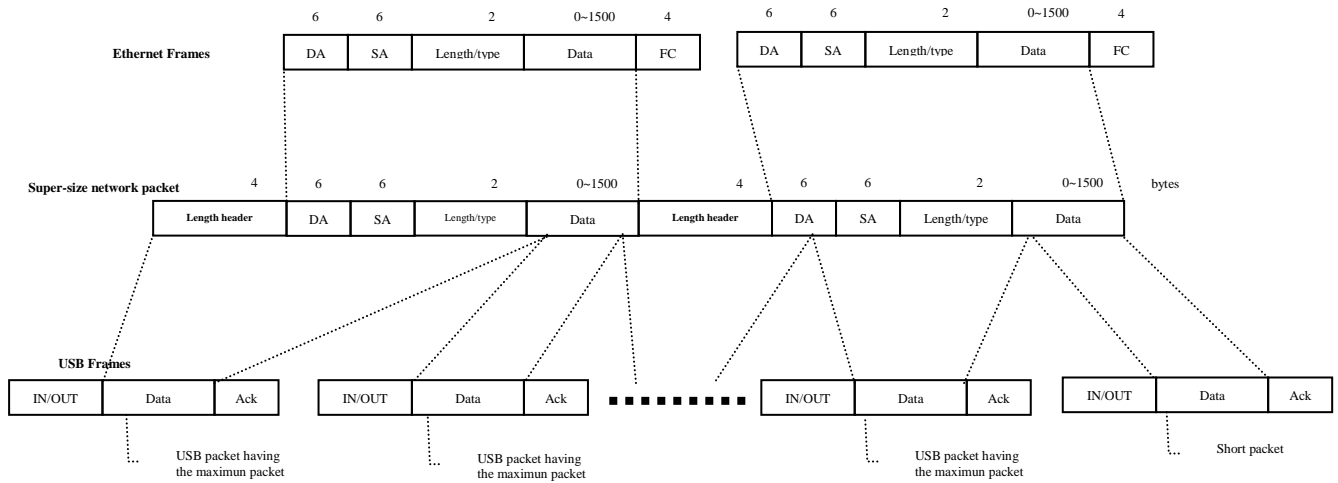 6 6 2 0~1500 4
6 6 2 0~1500 4
Ethernet Frames
DA SA Length/type Data FC
DA SA Length/type Data FC
Super-size network packet
4 6 6 2 0~1500 4 6 6 2 0~1500 bytes
Length header DA SA Length/type Data Length header DA SA Length/type Data
USB Frames
IN/OUT Data Ack
IN/OUT Data Ack
IN/OUT Data Ack
IN/OUT Data Ack
USB packet having
the maximun packet
USB packet having
the maximun packet
USB packet having
the maximun packet
Short packet